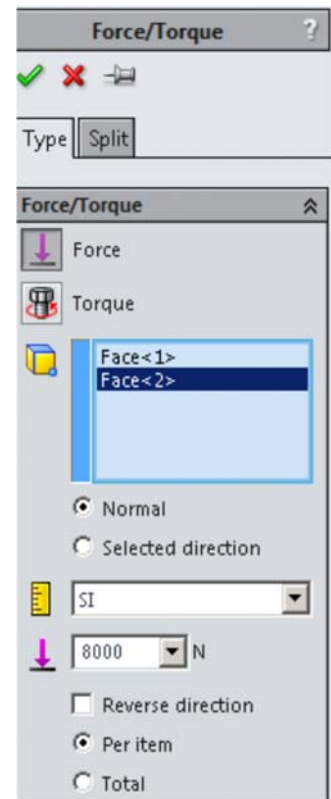 Force/Torque ?
Type Split
Force/Torque
Force
Torque
Face<1>
Face<2>
Normal
Selected direction
SI
8000 N
Reverse direction
Per item
Total